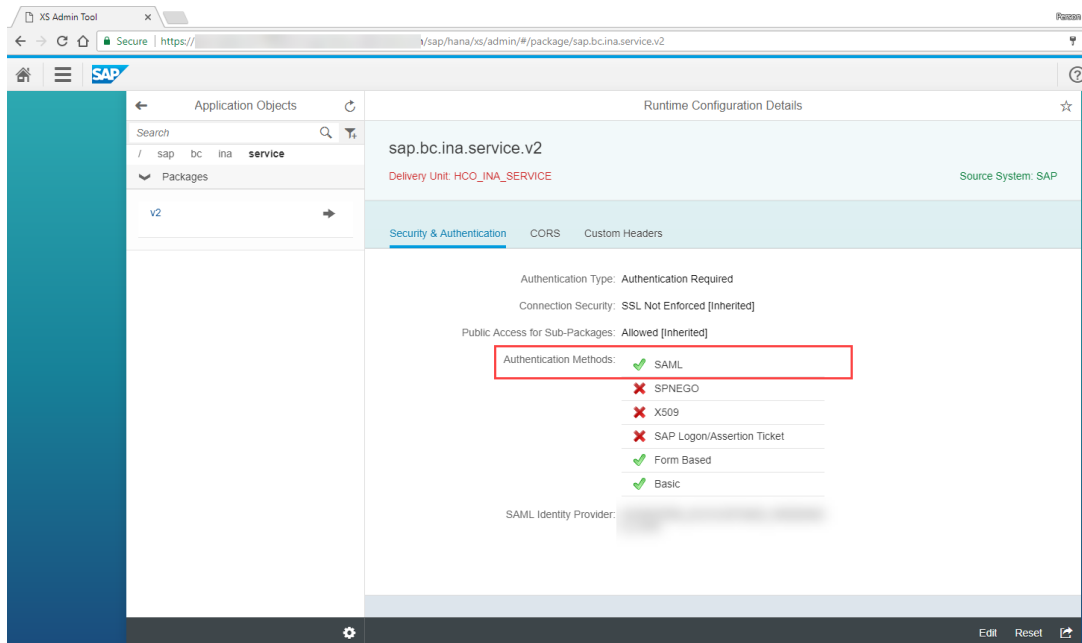 XS Admin Tool
Secure | https:// /sap/hana/xs/admin/#/package/sap.bc.ina.service.v2
SAP
Application Objects
Runtime Configuration Details
Search
/ sap bc ina service
Packages
v2
sap.bc.ina.service.v2
Delivery Unit: HCO_INA_SERVICE
Source System: SAP
Security & Authentication CORS Custom Headers
Authentication Type: Authentication Required
Connection Security: SSL Not Enforced [Inherited]
Public Access for Sub-Packages: Allowed [Inherited]
Authentication Methods: SAML
SPNEGO
X509
SAP Logon/Assertion Ticket
Form Based
Basic
SAML Identity Provider:
Edit Reset